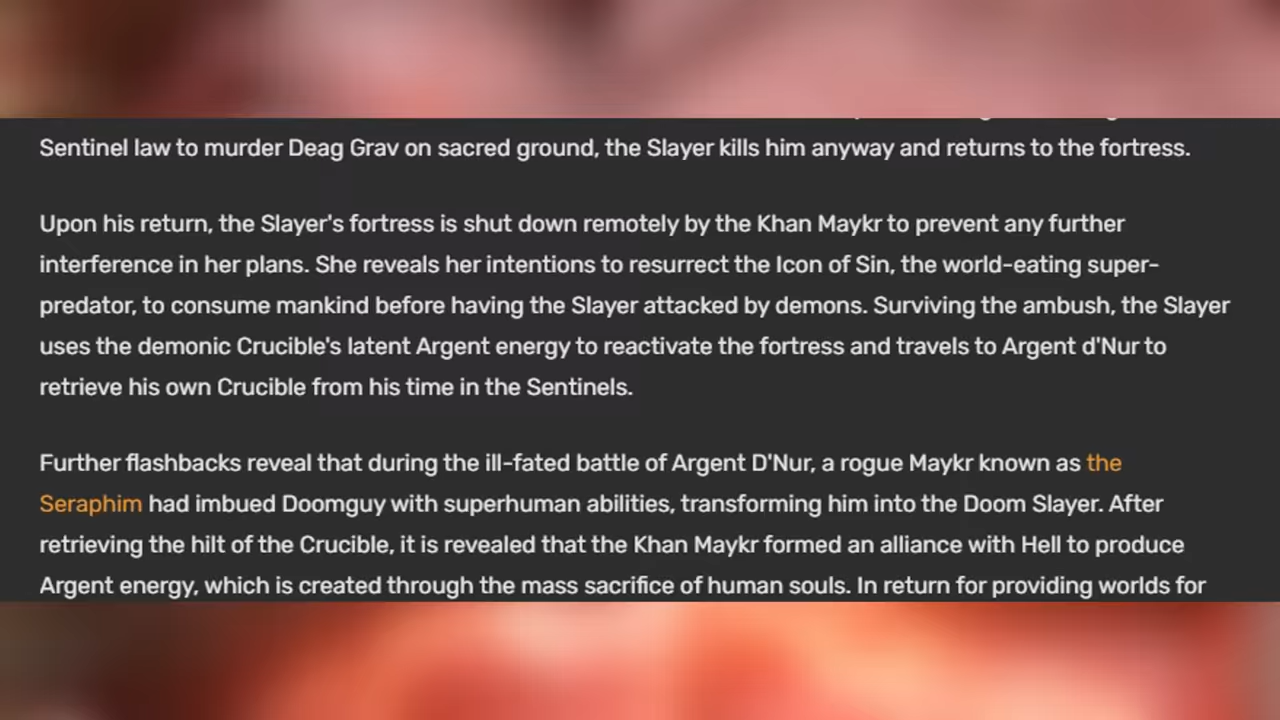 Sentinel law to murder Deag Grav on sacred ground, the Slayer kills him anyway and returns to the fortress.
Upon his return, the Slayer's fortress is shut down remotely by the Khan Maykr to prevent any further
interference in her plans. She reveals her intentions to resurrect the Icon of Sin, the world-eating super-
predator, to consume mankind before having the Slayer attacked by demons. Surviving the ambush, the Slayer
uses the demonic Crucible's latent Argent energy to reactivate the fortress and travels to Argent d'Nur to
retrieve his own Crucible from his time in the Sentinels.
Further flashbacks reveal that during the ill-fated battle of Argent D'Nur, a rogue Maykr known as the
Seraphim had imbued Doomguy with superhuman abilities, transforming him into the Doom Slayer. After
retrieving the hilt of the Crucible, it is revealed that the Khan Maykr formed an alliance with Hell to produce
Argent energy, which is created through the mass sacrifice of human souls. In return for providing worlds for